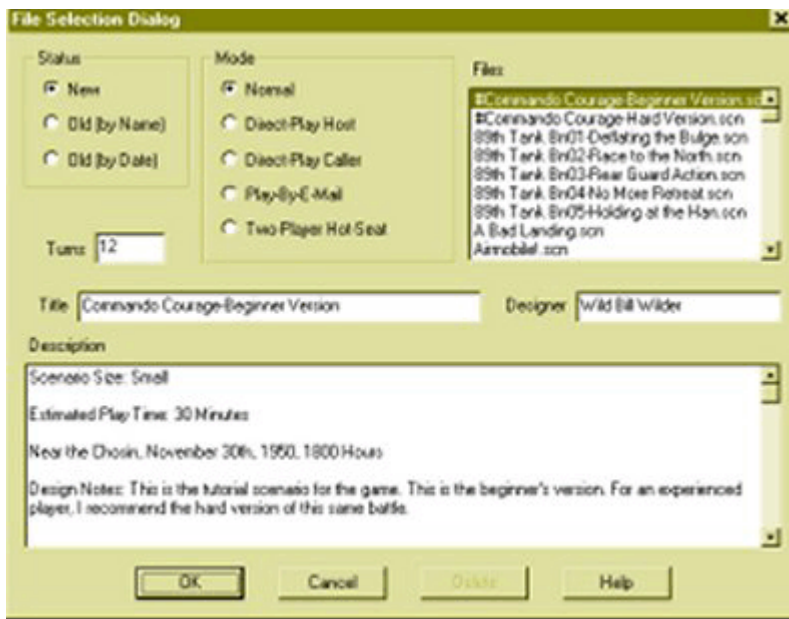 File Selection Dialog
Status
New
Old (by Name)
Old (by Date)
Turns 12
Mode
Normal
Direct-Play Host
Direct-Play Caller
Play-By-E-Mail
Two-Player Hot-Seat
Files
#Commando Courage-Beginner Version.sc
#Commando Courage-Hard Version.scn
89th Tank Bn01-Deflating the Bulge.scn
89th Tank Bn02-Race to the North.scn
89th Tank Bn03-Rear Guard Action.scn
89th Tank Bn04-No More Retreat.scn
89th Tank Bn05-Holding at the Han.scn
A Bad Landing.scn
Airmobile!.scn
Title Commando Courage-Beginner Version
Designer Wild Bill Wilder
Description
Scenario Size: Small
Estimated Play Time: 30 Minutes
Near the Chosin, November 30th, 1950, 1800 Hours
Design Notes: This is the tutorial scenario for the game. This is the beginner's version. For an experienced
player, I recommend the hard version of this same battle.
OK
Cancel
Delete
Help